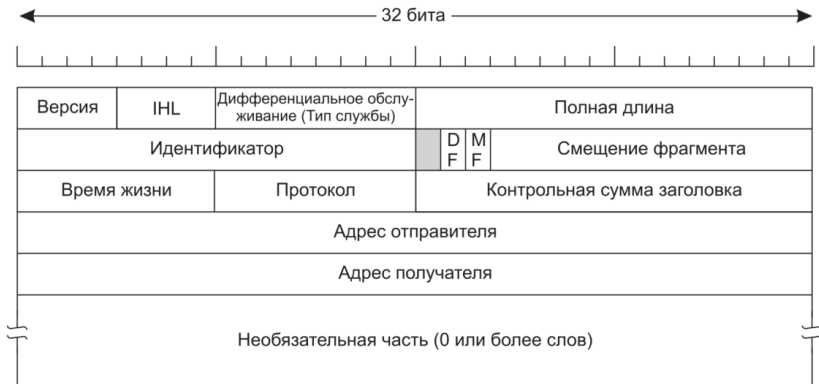 32 бита
Версия IHL Дифференциальное обслу-
живание (Тип службы) Полная длина
Идентификатор D M Смещение фрагмента
F F
Время жизни Протокол Контрольная сумма заголовка
Адрес отправителя
Адрес получателя
Необязательная часть (0 или более слов)